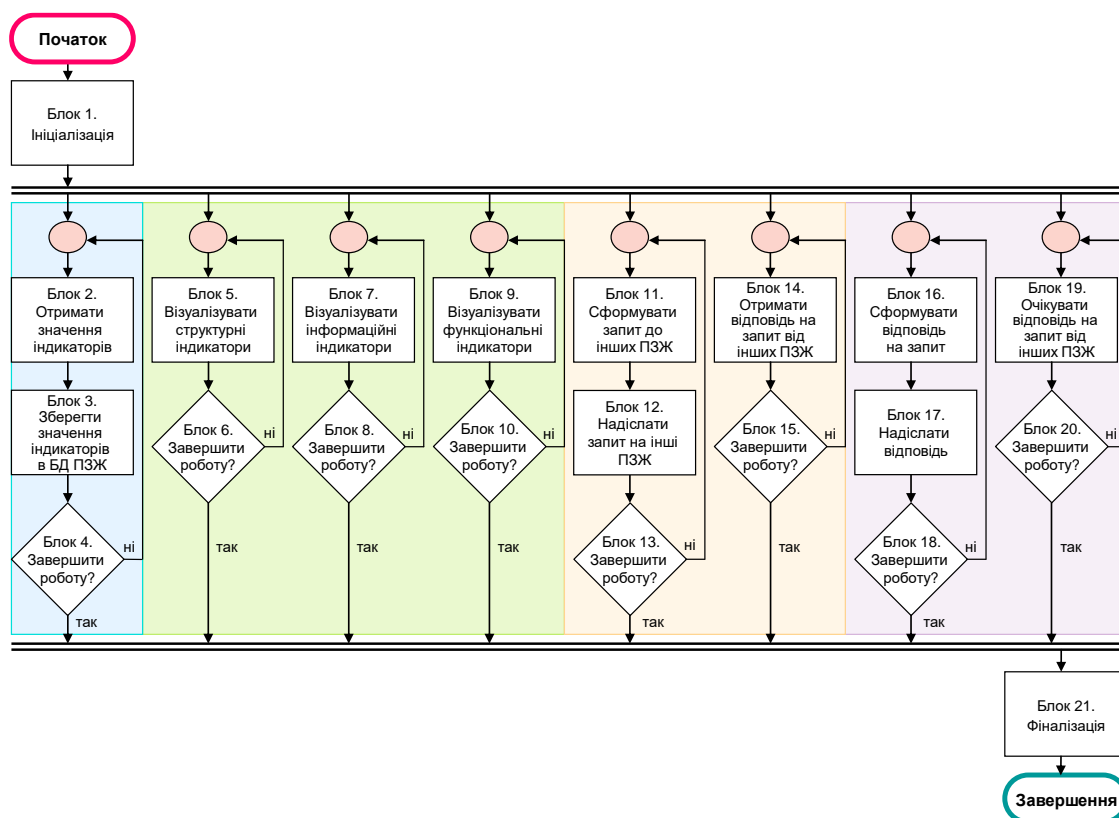 Початок
Блок 1.
Ініціалізація
Блок 2.
Отримати
значення
індикаторів
Блок 3.
Зберегти
значення
індикаторів
в БД ПЗЖ
Блок 4.
Завершити
роботу?
ні
так
Блок 5.
Візуалізувати
структурні
індикатори
Блок 6.
Завершити
роботу?
ні
так
Блок 7.
Візуалізувати
інформаційні
індикатори
Блок 8.
Завершити
роботу?
ні
так
Блок 9.
Візуалізувати
функціональні
індикатори
Блок 10.
Завершити
роботу?
ні
так
Блок 11.
Сформувати
запит до
інших ПЗЖ
Блок 12.
Надіслати
запит на інші
ПЗЖ
Блок 13.
Завершити
роботу?
ні
так
Блок 14.
Отримати
відповідь на
запит від
інших ПЗЖ
Блок 15.
Завершити
роботу?
ні
так
Блок 16.
Сформувати
відповідь
на запит
Блок 17.
Надіслати
відповідь
Блок 18.
Завершити
роботу?
ні
так
Блок 19.
Очікувати
відповідь на
запит від
інших ПЗЖ
Блок 20.
Завершити
роботу?
ні
так
Блок 21.
Фіналізація
Завершення